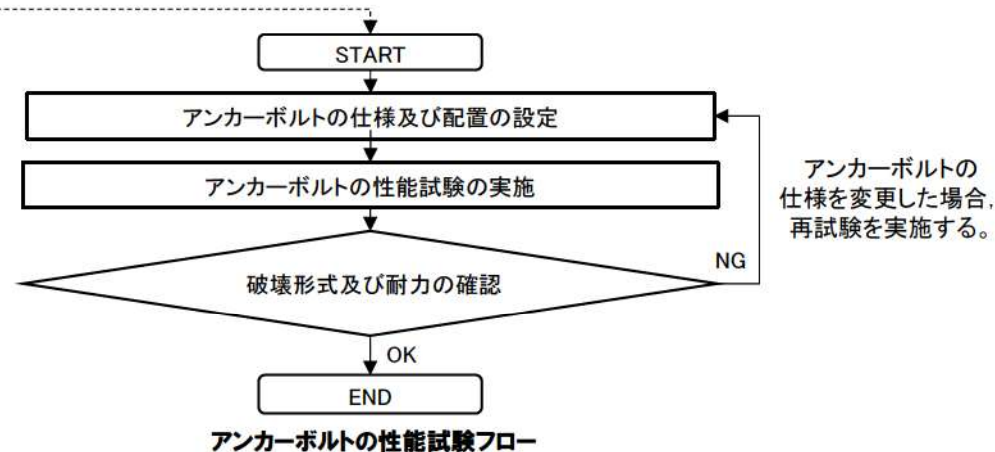 START
アンカーボルトの仕様及び配置の設定
アンカーボルトの性能試験の実施
アンカーボルトの
仕様を変更した場合,
再試験を実施する。
破壊形式及び耐力の確認
NG
OK
END
アンカーボルトの性能試験フロー